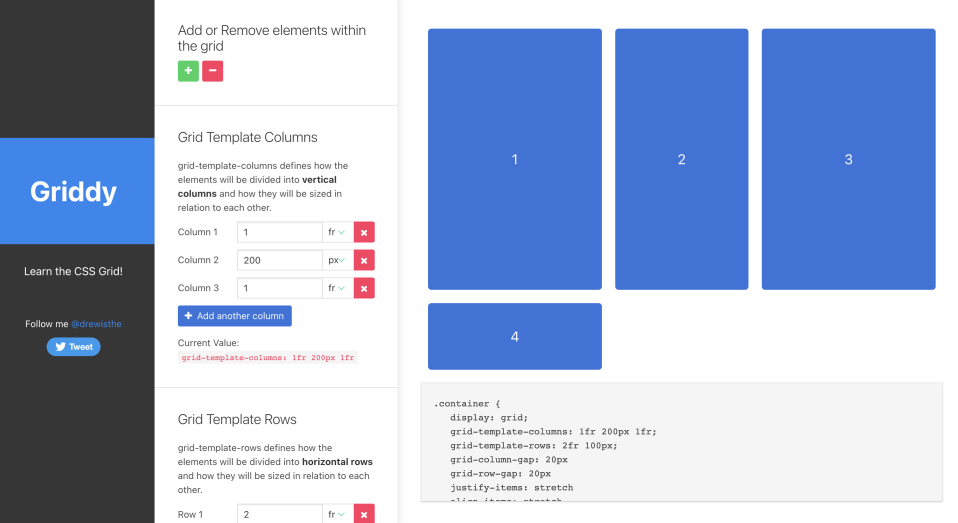 Griddy
Learn the CSS Grid!
Follow me @drewisthe
Tweet
Add or Remove elements within
the grid
Grid Template Columns
grid-template-columns defines how the
elements will be divided into vertical
columns and how they will be sized in
relation to each other.
Column 1 1 fr
Column 2 200 px
Column 3 1 fr
Add another column
Current Value:
grid-template-columns: 1fr 200px 1fr
Grid Template Rows
grid-template-rows defines how the
elements will be divided into horizontal rows
and how they will be sized in relation to each
other.
Row 1 2 fr
1
2
3
4
.container {
display: grid;
grid-template-columns: 1fr 200px 1fr;
grid-template-rows: 2fr 100px;
grid-column-gap: 20px
grid-row-gap: 20px
justify-items: stretch